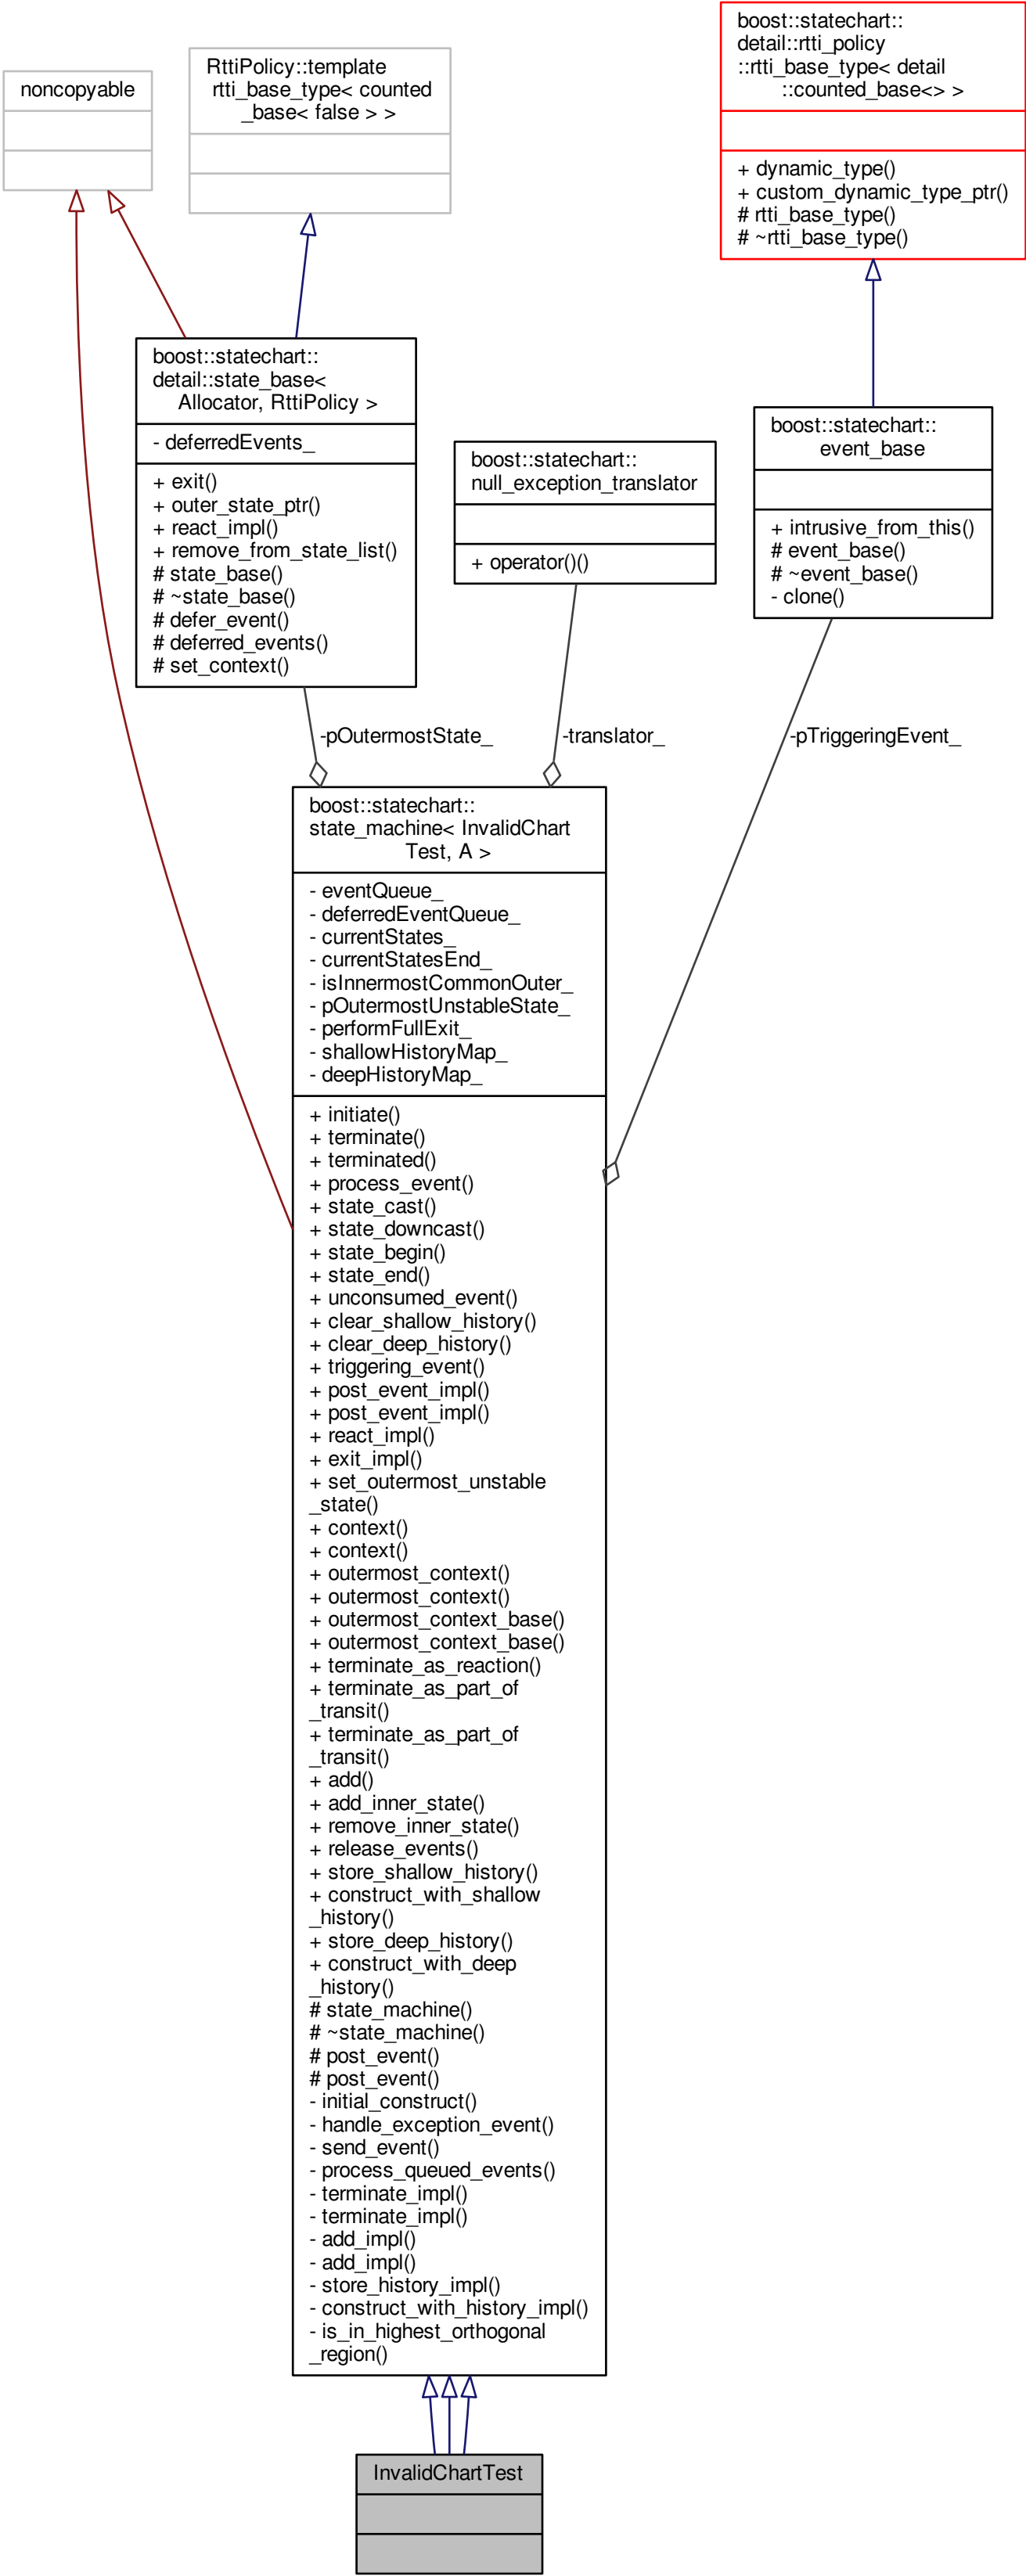 boost::statechart::
detail::rtti_policy
::rtti_base_type< detail
::counted_base<> >
+ dynamic_type()
+ custom_dynamic_type_ptr()
# rtti_base_type()
# ~rtti_base_type()
RttiPolicy::template
rtti_base_type< counted
_base< false > >
noncopyable
boost::statechart::
detail::state_base<
Allocator, RttiPolicy >
- deferredEvents_
+ exit()
+ outer_state_ptr()
+ react_impl()
+ remove_from_state_list()
# state_base()
# ~state_base()
# defer_event()
# deferred_events()
# set_context()
boost::statechart::
null_exception_translator
+ operator()()
boost::statechart::
event_base
+ intrusive_from_this()
# event_base()
# ~event_base()
- clone()
-pOutermostState_
-translator_
-pTriggeringEvent_
boost::statechart::
state_machine< InvalidChart
Test, A >
- eventQueue_
- deferredEventQueue_
- currentStates_
- currentStatesEnd_
- isInnermostCommonOuter_
- pOutermostUnstableState_
- performFullExit_
- shallowHistoryMap_
- deepHistoryMap_
+ initiate()
+ terminate()
+ terminated()
+ process_event()
+ state_cast()
+ state_downcast()
+ state_begin()
+ state_end()
+ unconsumed_event()
+ clear_shallow_history()
+ clear_deep_history()
+ triggering_event()
+ post_event_impl()
+ post_event_impl()
+ react_impl()
+ exit_impl()
+ set_outermost_unstable
_state()
+ context()
+ context()
+ outermost_context()
+ outermost_context()
+ outermost_context_base()
+ outermost_context_base()
+ terminate_as_reaction()
+ terminate_as_part_of
_transit()
+ terminate_as_part_of
_transit()
+ add()
+ add_inner_state()
+ remove_inner_state()
+ release_events()
+ store_shallow_history()
+ construct_with_shallow
_history()
+ store_deep_history()
+ construct_with_deep
_history()
# state_machine()
# ~state_machine()
# post_event()
# post_event()
- initial_construct()
- handle_exception_event()
- send_event()
- process_queued_events()
- terminate_impl()
- terminate_impl()
- add_impl()
- add_impl()
- store_history_impl()
- construct_with_history_impl()
- is_in_highest_orthogonal
_region()
InvalidChartTest